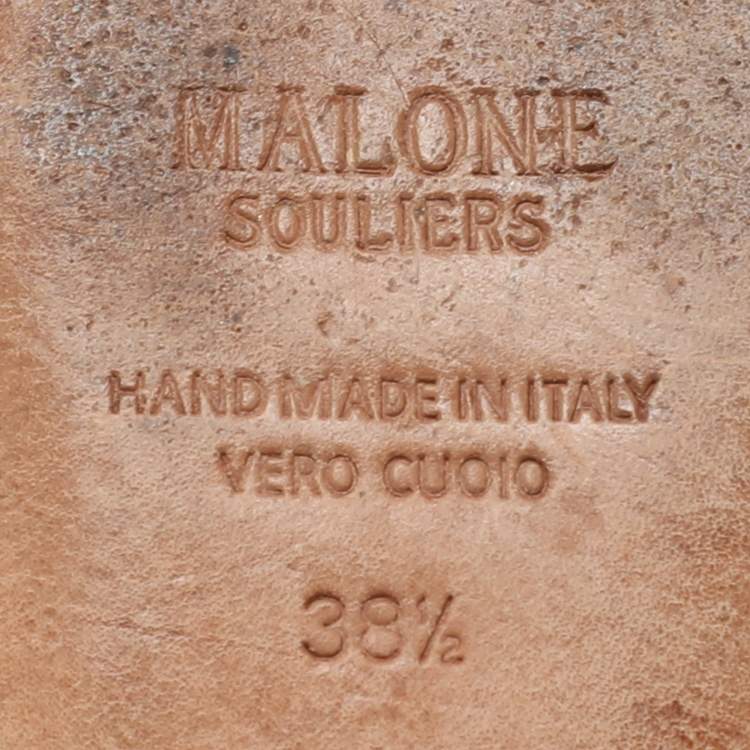 MALONE
SOULIERS
HAND MADE IN ITALY
VERO CUOIO
38½